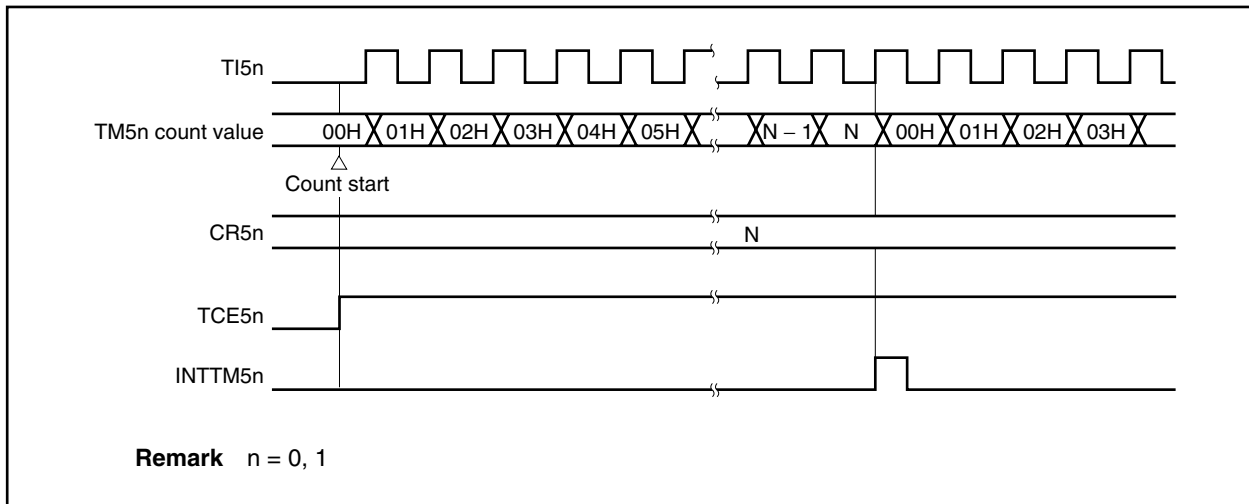 TI5n
TM5n count value 00H 01H 02H 03H 04H 05H N – 1 N 00H 01H 02H 03H
Count start
CR5n N
TCE5n
INTTM5n
Remark n = 0, 1